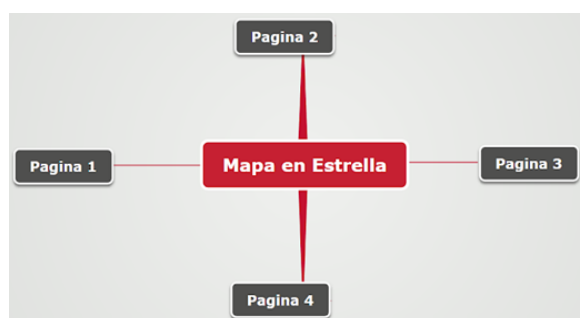 Pagina 2
Pagina 1
Mapa en Estrella
Pagina 3
Pagina 4